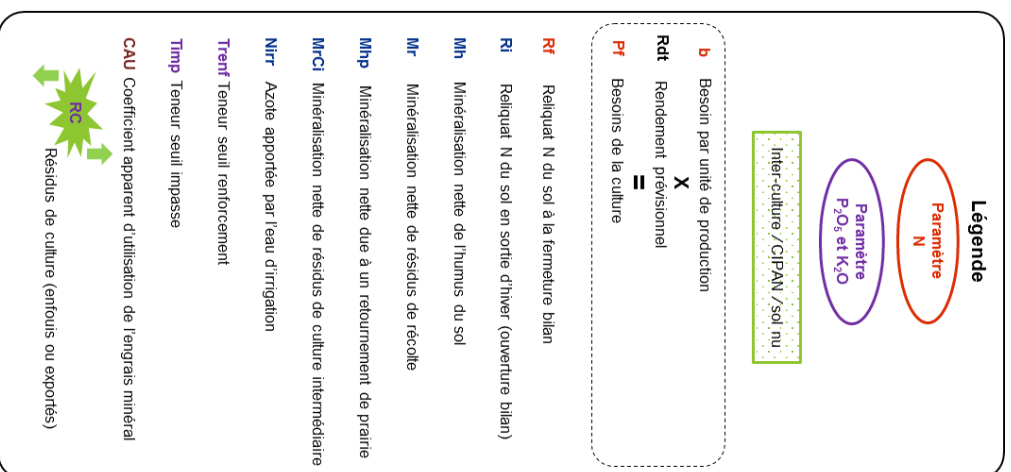 Légende
Paramètre
N
Paramètre
P₂O₅ et K₂O
Inter-culture / CIPAN / sol nu
b Besoin par unité de production
X
Rdt Rendement prévisionnel
=
Pf Besoins de la culture
Rf Reliquat N du sol à la fermeture bilan
Ri Reliquat N du sol en sortie d'hiver (ouverture bilan)
Mh Minéralisation nette de l'humus du sol
Mr Minéralisation nette de résidus de récolte
Mhp Minéralisation nette due à un retournement de prairie
MrCi Minéralisation nette de résidus de culture intermédiaire
Nirr Azote apportée par l'eau d'irrigation
Trenf Teneur seuil renforcement
Timp Teneur seuil impasse
CAU Coefficient apparent d'utilisation de l'engrais minéral
RC
Résidus de culture (enfouis ou exportés)